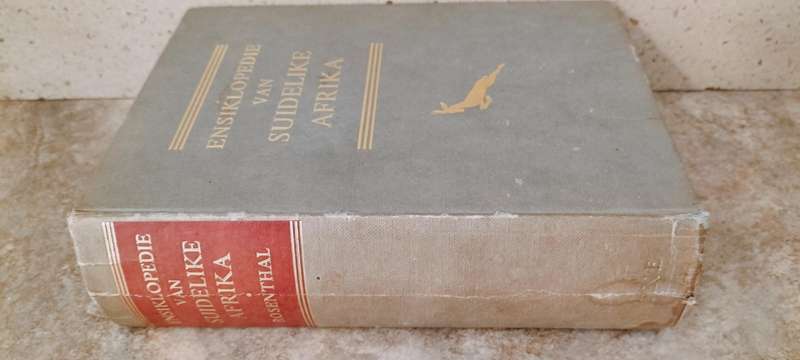 ENSIKLOPEDIE
VAN
SUIDELIKE
AFRIKA
ENSIKLOPEDIE
VAN
SUIDELIKE
AFRIKA
ROSENTHAL